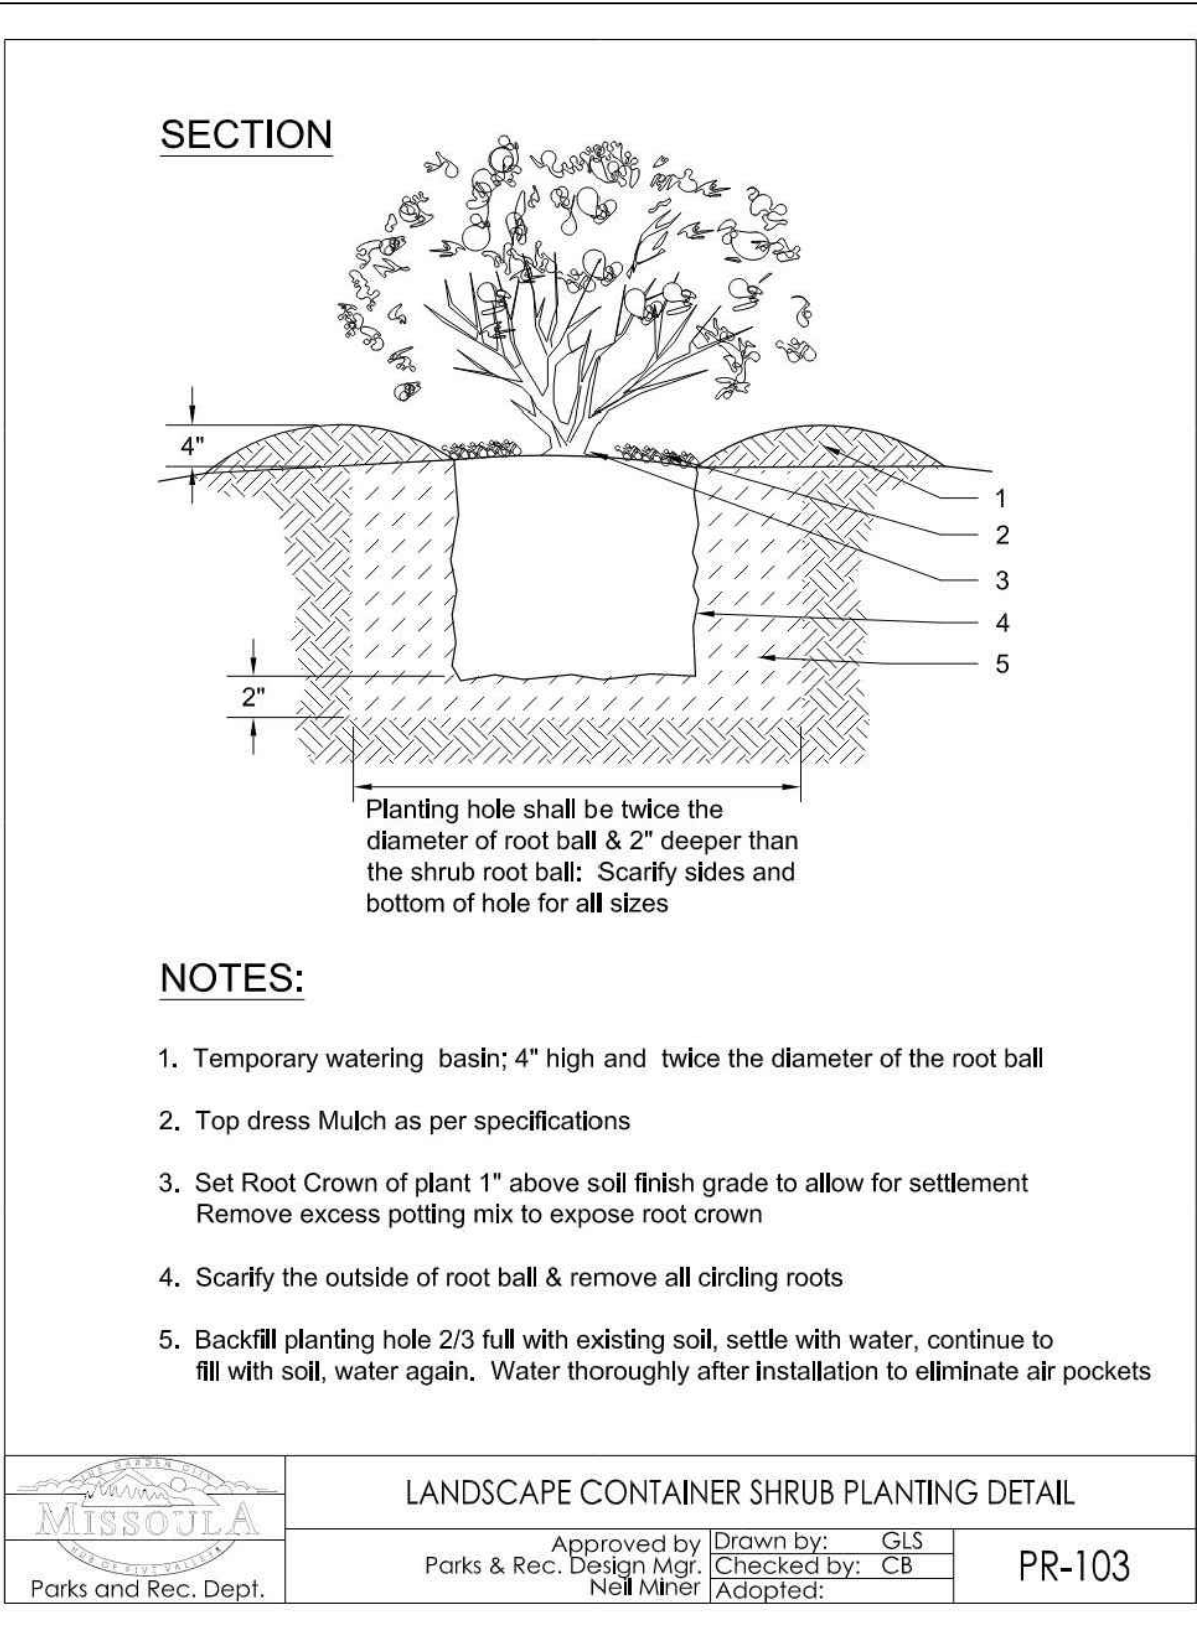 SECTION
4"
1
2
3
4
5
2"
Planting hole shall be twice the
diameter of root ball & 2" deeper than
the shrub root ball:  Scarify sides and
bottom of hole for all sizes
NOTES:
1.  Temporary watering  basin; 4" high and  twice the diameter of the root ball
2.  Top dress Mulch as per specifications
3.  Set Root Crown of plant 1" above soil finish grade to allow for settlement
Remove excess potting mix to expose root crown
4.  Scarify the outside of root ball & remove all circling roots
5.  Backfill planting hole 2/3 full with existing soil, settle with water, continue to
fill with soil, water again.  Water thoroughly after installation to eliminate air pockets
THE GARDEN CITY
MISSOULA
HUB OF FIVE VALLEYS
Parks and Rec. Dept.
LANDSCAPE CONTAINER SHRUB PLANTING DETAIL
Approved by
Parks & Rec. Design Mgr.
Neil Miner
Drawn by: GLS
Checked by: CB
Adopted:
PR-103